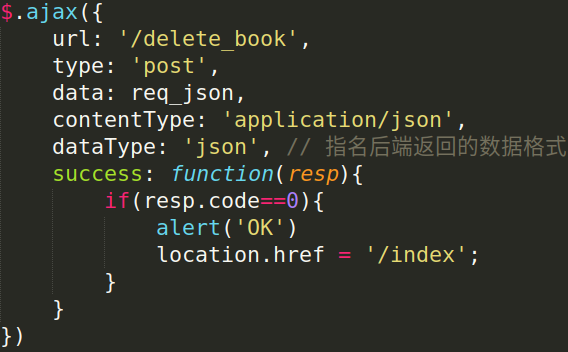 $.ajax({
    url: '/delete_book',
    type: 'post',
    data: req_json,
    contentType: 'application/json',
    dataType: 'json', // 指名后端返回的数据格式
    success: function(resp){
        if(resp.code==0){
            alert('OK')
            location.href = '/index';
        }
    }
})